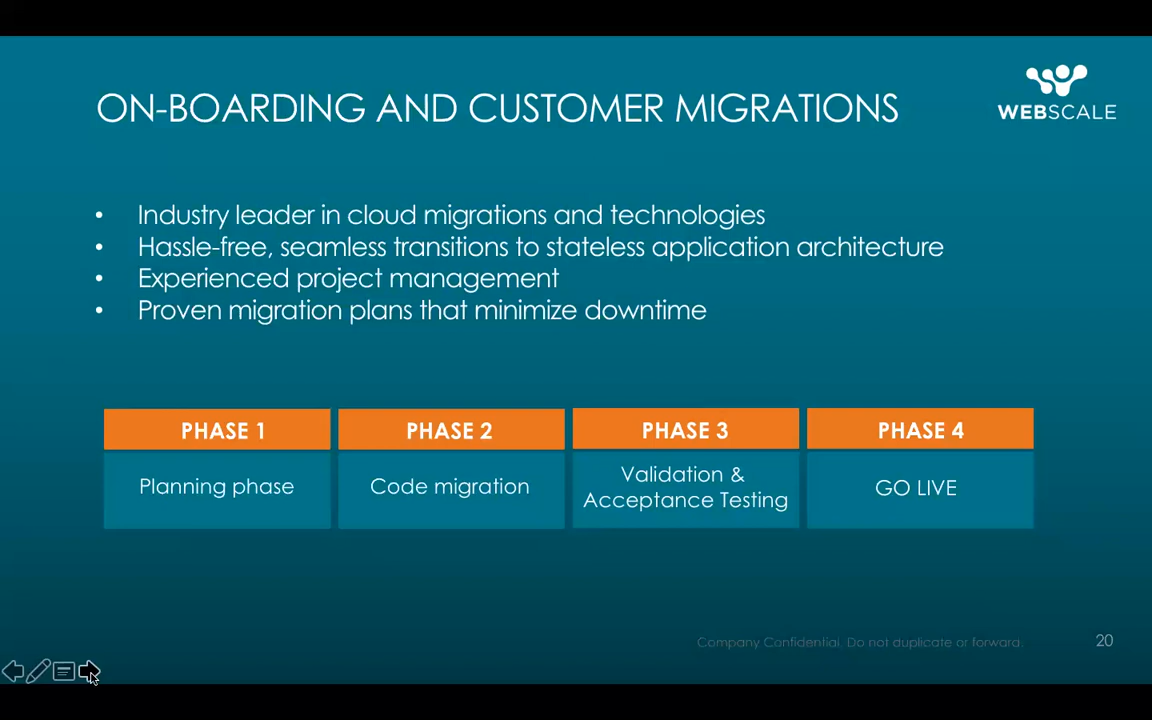 ON-BOARDING AND CUSTOMER MIGRATIONS
WEBSCALE
• Industry leader in cloud migrations and technologies
• Hassle-free, seamless transitions to stateless application architecture
• Experienced project management
• Proven migration plans that minimize downtime
PHASE 1
Planning phase
PHASE 2
Code migration
PHASE 3
Validation &
Acceptance Testing
PHASE 4
GO LIVE
Company Confidential. Do not duplicate or forward.
20